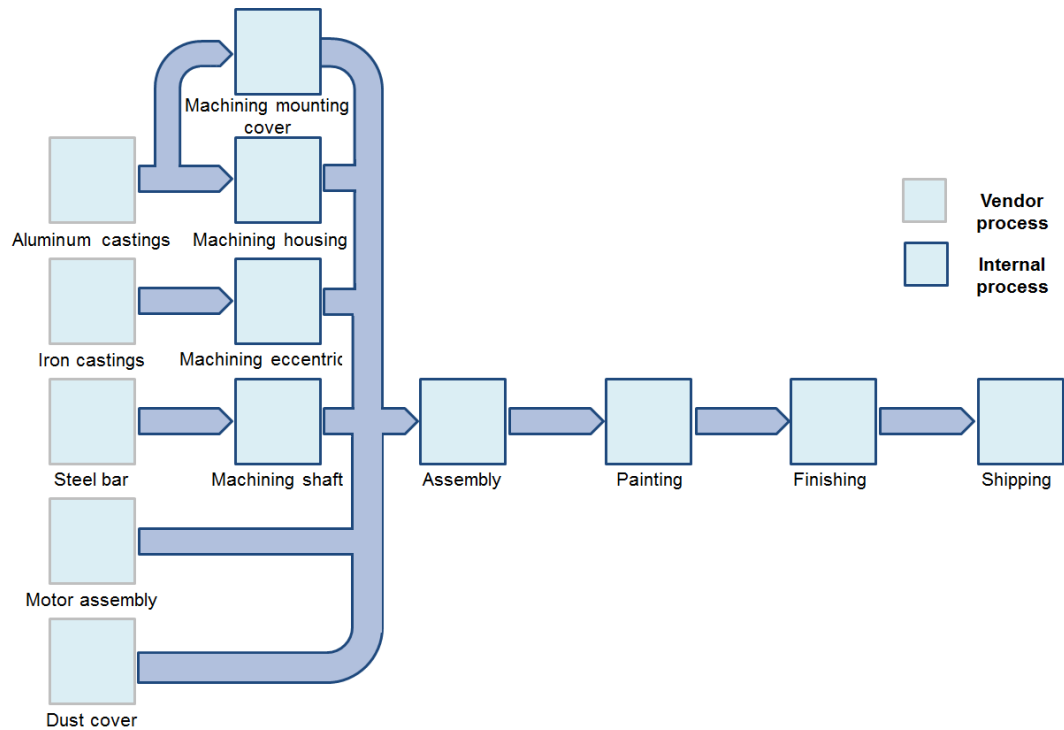 Machining mounting
cover
Aluminum castings
Machining housing
Vendor
process
Internal
process
Iron castings
Machining eccentric
Steel bar
Machining shaft
Assembly
Painting
Finishing
Shipping
Motor assembly
Dust cover